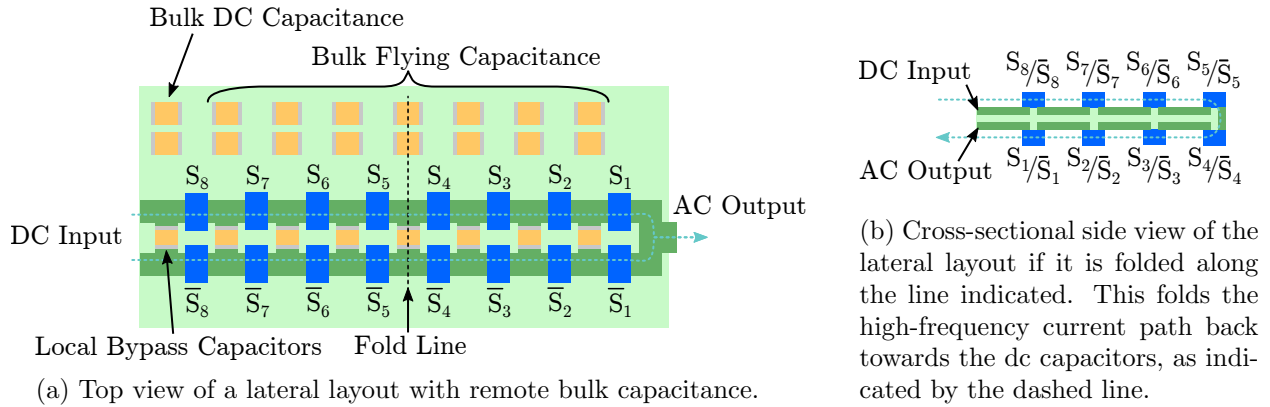 Bulk DC Capacitance
Bulk Flying Capacitance
S₈ S₇ S₆ S₅ S₄ S₃ S₂ S₁
AC Output
DC Input
S̅₈ S̅₇ S̅₆ S̅₅ S̅₄ S̅₃ S̅₂ S̅₁
Local Bypass Capacitors
Fold Line
(a) Top view of a lateral layout with remote bulk capacitance.
S₈/S̅₈ S₇/S̅₇ S₆/S̅₆ S₅/S̅₅
DC Input
AC Output
S₁/S̅₁ S₂/S̅₂ S₃/S̅₃ S₄/S̅₄
(b) Cross-sectional side view of the
lateral layout if it is folded along
the line indicated. This folds the
high-frequency current path back
towards the dc capacitors, as indi-
cated by the dashed line.